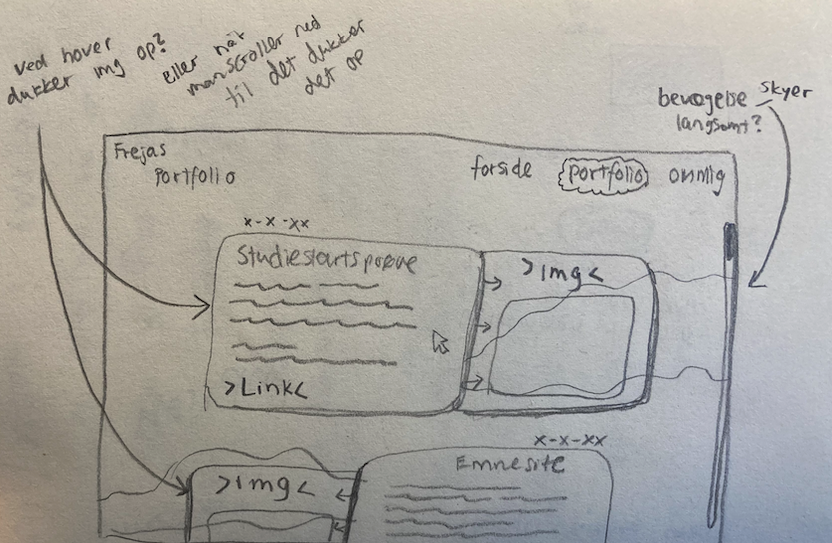 ved hover
dukker img op?
eller når
man scroller ned
til det dukker
det op
bevægelse skyer
langsomt?
Frejas
Portfolio
forside portfolio om mig
x-x-xx
Studiestartsprøve
>img<
>Link<
x-x-xx
Emnesite
>img<